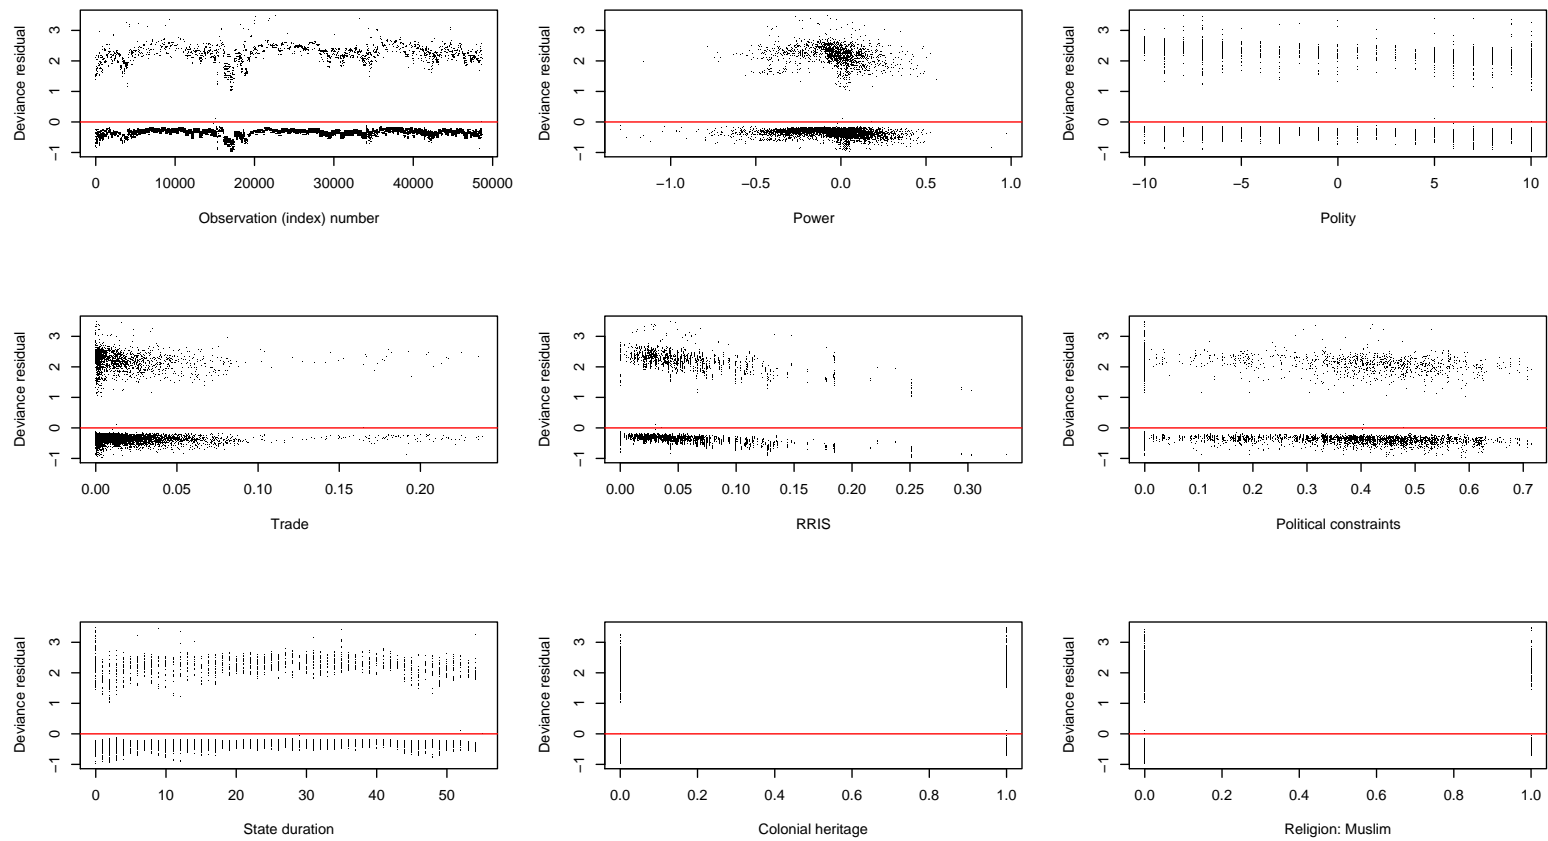 Deviance residual
3
2
1
0
−1
0 10000 20000 30000 40000 50000
Observation (index) number
Deviance residual
3
2
1
0
−1
−1.0 −0.5 0.0 0.5 1.0
Power
Deviance residual
3
2
1
0
−1
−10 −5 0 5 10
Polity
Deviance residual
3
2
1
0
−1
0.00 0.05 0.10 0.15 0.20
Trade
Deviance residual
3
2
1
0
−1
0.00 0.05 0.10 0.15 0.20 0.25 0.30
RRIS
Deviance residual
3
2
1
0
−1
0.0 0.1 0.2 0.3 0.4 0.5 0.6 0.7
Political constraints
Deviance residual
3
2
1
0
−1
0 10 20 30 40 50
State duration
Deviance residual
3
2
1
0
−1
0.0 0.2 0.4 0.6 0.8 1.0
Colonial heritage
Deviance residual
3
2
1
0
−1
0.0 0.2 0.4 0.6 0.8 1.0
Religion: Muslim